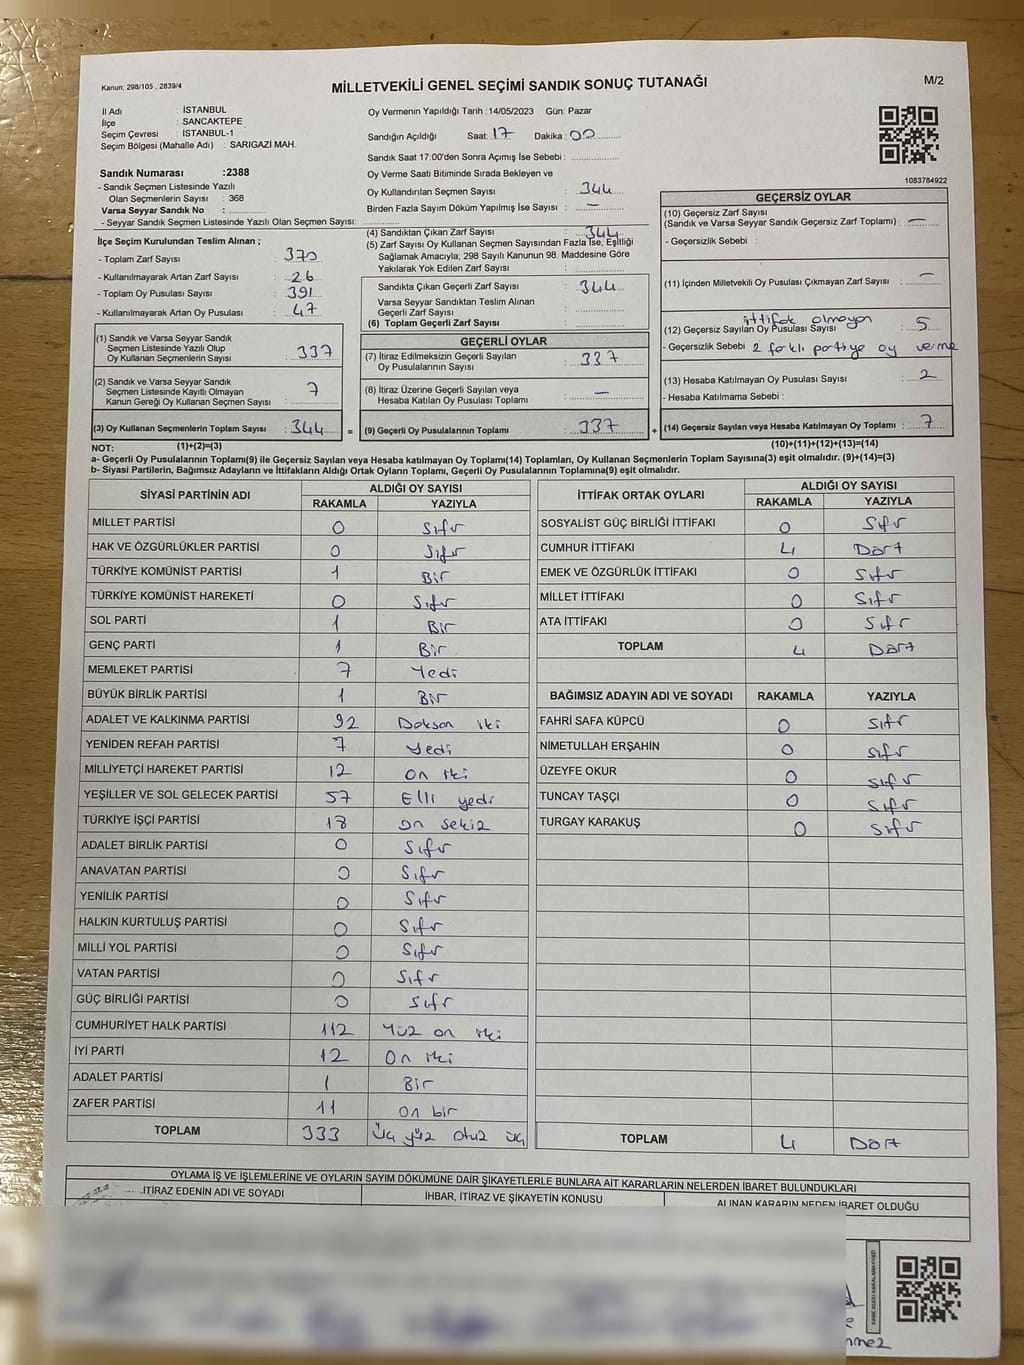 Kanun, 298/105 , 2839/4
MİLLETVEKİLİ GENEL SEÇİMİ SANDIK SONUÇ TUTANAĞI
M/2
İl Adı : İSTANBUL
İlçe : SANCAKTEPE
Seçim Çevresi : İSTANBUL-1
Seçim Bölgesi (Mahalle Adı) : SARIGAZİ MAH.
Sandık Numarası :2388
- Sandık Seçmen Listesinde Yazılı
Olan Seçmenlerin Sayısı : 368
Varsa Seyyar Sandık No :
- Seyyar Sandık Seçmen Listesinde Yazılı Olan Seçmen Sayısı:
Oy Vermenin Yapıldığı Tarih :14/05/2023 Gün: Pazar
Sandığın Açıldığı Saat: 17 Dakika : 00
Sandık Saat 17:00'den Sonra Açımış İse Sebebi :
Oy Verme Saati Bitiminde Sırada Bekleyen ve
Oy Kullandırılan Seçmen Sayısı : 344
Birden Fazla Sayım Döküm Yapılmış İse Sayısı : —
1083784922
İlçe Seçim Kurulundan Teslim Alınan ;
- Toplam Zarf Sayısı : 370
- Kullanılmayarak Artan Zarf Sayısı : 26
- Toplam Oy Pusulası Sayısı : 391
- Kullanılmayarak Artan Oy Pusulası : 47
(1) Sandık ve Varsa Seyyar Sandık
Seçmen Listesinde Yazılı Olup
Oy Kullanan Seçmenlerin Sayısı : 337
(2) Sandık ve Varsa Seyyar Sandık
Seçmen Listesinde Kayıtlı Olmayan
Kanun Gereği Oy Kullanan Seçmen Sayısı : 7
(3) Oy Kullanan Seçmenlerin Toplam Sayısı : 344 =
(4) Sandıktan Çıkan Zarf Sayısı : 344
(5) Zarf Sayısı Oy Kullanan Seçmen Sayısından Fazla İse, Eşitliği
Sağlamak Amacıyla; 298 Sayılı Kanunun 98. Maddesine Göre
Yakılarak Yok Edilen Zarf Sayısı :
Sandıkta Çıkan Geçerli Zarf Sayısı : 344
Varsa Seyyar Sandıktan Teslim Alınan
Geçerli Zarf Sayısı :
(6) Toplam Geçerli Zarf Sayısı :
GEÇERLİ OYLAR
(7) İtiraz Edilmeksizin Geçerli Sayılan
Oy Pusulalarının Sayısı : 337
(8) İtiraz Üzerine Geçerli Sayılan veya
Hesaba Katılan Oy Pusulası Toplamı : —
(9) Geçerli Oy Pusulalarının Toplamı : 337 +
GEÇERSİZ OYLAR
(10) Geçersiz Zarf Sayısı
(Sandık ve Varsa Seyyar Sandık Geçersiz Zarf Toplamı) : —
- Geçersizlik Sebebi :
(11) İçinden Milletvekili Oy Pusulası Çıkmayan Zarf Sayısı : —
ittifak olmayan
(12) Geçersiz Sayılan Oy Pusulası Sayısı : 5
- Geçersizlik Sebebi 2 farklı partiye oy verme
(13) Hesaba Katılmayan Oy Pusulası Sayısı : 2
- Hesaba Katılmama Sebebi :
(14) Geçersiz Sayılan veya Hesaba Katılmayan Oy Toplamı : 7
NOT: (1)+(2)=(3)
(10)+(11)+(12)+(13)=(14)
a- Geçerli Oy Pusulalarının Toplamı(9) ile Geçersiz Sayılan veya Hesaba Katılmayan Oy Toplamı(14) Toplamları, Oy Kullanan Seçmenlerin Toplam Sayısına(3) eşit olmalıdır. (9)+(14)=(3)
b- Siyasi Partilerin, Bağımsız Adayların ve İttifakların Aldığı Ortak Oyların Toplamı, Geçerli Oy Pusulalarının Toplamına(9) eşit olmalıdır.
SİYASİ PARTİNİN ADI ALDIĞI OY SAYISI
RAKAMLA YAZIYLA
MİLLET PARTİSİ 0 Sıfır
HAK VE ÖZGÜRLÜKLER PARTİSİ 0 Sıfır
TÜRKİYE KOMÜNİST PARTİSİ 1 Bir
TÜRKİYE KOMÜNİST HAREKETİ 0 Sıfır
SOL PARTİ 1 Bir
GENÇ PARTİ 1 Bir
MEMLEKET PARTİSİ 7 Yedi
BÜYÜK BİRLİK PARTİSİ 1 Bir
ADALET VE KALKINMA PARTİSİ 92 Doksan iki
YENİDEN REFAH PARTİSİ 7 Yedi
MİLLİYETÇİ HAREKET PARTİSİ 12 on iki
YEŞİLLER VE SOL GELECEK PARTİSİ 57 Elli yedi
TÜRKİYE İŞÇİ PARTİSİ 18 on sekiz
ADALET BİRLİK PARTİSİ 0 Sıfır
ANAVATAN PARTİSİ 0 Sıfır
YENİLİK PARTİSİ 0 Sıfır
HALKIN KURTULUŞ PARTİSİ 0 Sıfır
MİLLİ YOL PARTİSİ 0 Sıfır
VATAN PARTİSİ 0 Sıfır
GÜÇ BİRLİĞİ PARTİSİ 0 Sıfır
CUMHURİYET HALK PARTİSİ 112 Yüz on iki
İYİ PARTİ 12 On iki
ADALET PARTİSİ 1 Bir
ZAFER PARTİSİ 11 on bir
TOPLAM 333 üç yüz otuz üç
İTTİFAK ORTAK OYLARI ALDIĞI OY SAYISI
RAKAMLA YAZIYLA
SOSYALİST GÜÇ BİRLİĞİ İTTİFAKI 0 Sıfır
CUMHUR İTTİFAKI 4 Dört
EMEK VE ÖZGÜRLÜK İTTİFAKI 0 Sıfır
MİLLET İTTİFAKI 0 Sıfır
ATA İTTİFAKI 0 Sıfır
TOPLAM 4 Dört
BAĞIMSIZ ADAYIN ADI VE SOYADI RAKAMLA YAZIYLA
FAHRİ SAFA KÜPCÜ 0 sıfır
NİMETULLAH ERŞAHİN 0 sıfır
ÜZEYFE OKUR 0 sıfır
TUNCAY TAŞÇI 0 sıfır
TURGAY KARAKUŞ 0 sıfır
TOPLAM 4 Dört
OYLAMA İŞ VE İŞLEMLERİNE VE OYLARIN SAYIM DÖKÜMÜNE DAİR ŞİKAYETLERLE BUNLARA AİT KARARLARIN NELERDEN İBARET BULUNDUKLARI
İTİRAZ EDENİN ADI VE SOYADI İHBAR, İTİRAZ VE ŞİKAYETİN KONUSU ALINAN KARARIN NEDEN İBARET OLDUĞU